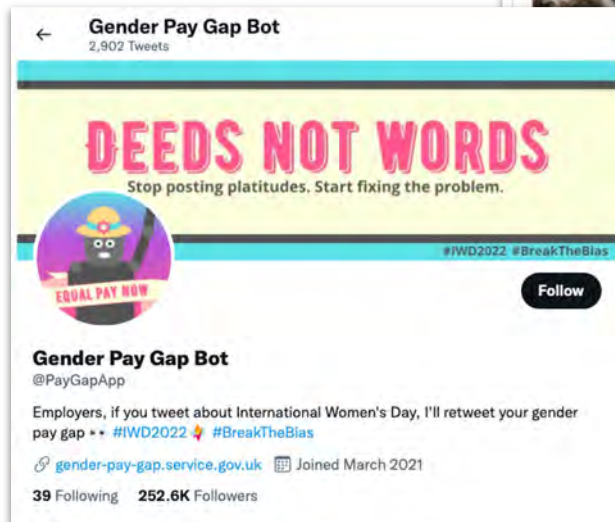 Gender Pay Gap Bot
2,902 Tweets
DEEDS NOT WORDS
Stop posting platitudes. Start fixing the problem.
#IWD2022 #BreakTheBias
EQUAL PAY NOW
Follow
Gender Pay Gap Bot
@PayGapApp
Employers, if you tweet about International Women's Day, I'll retweet your gender
pay gap 👀 #IWD2022 #BreakTheBias
gender-pay-gap.service.gov.uk Joined March 2021
39 Following 252.6K Followers